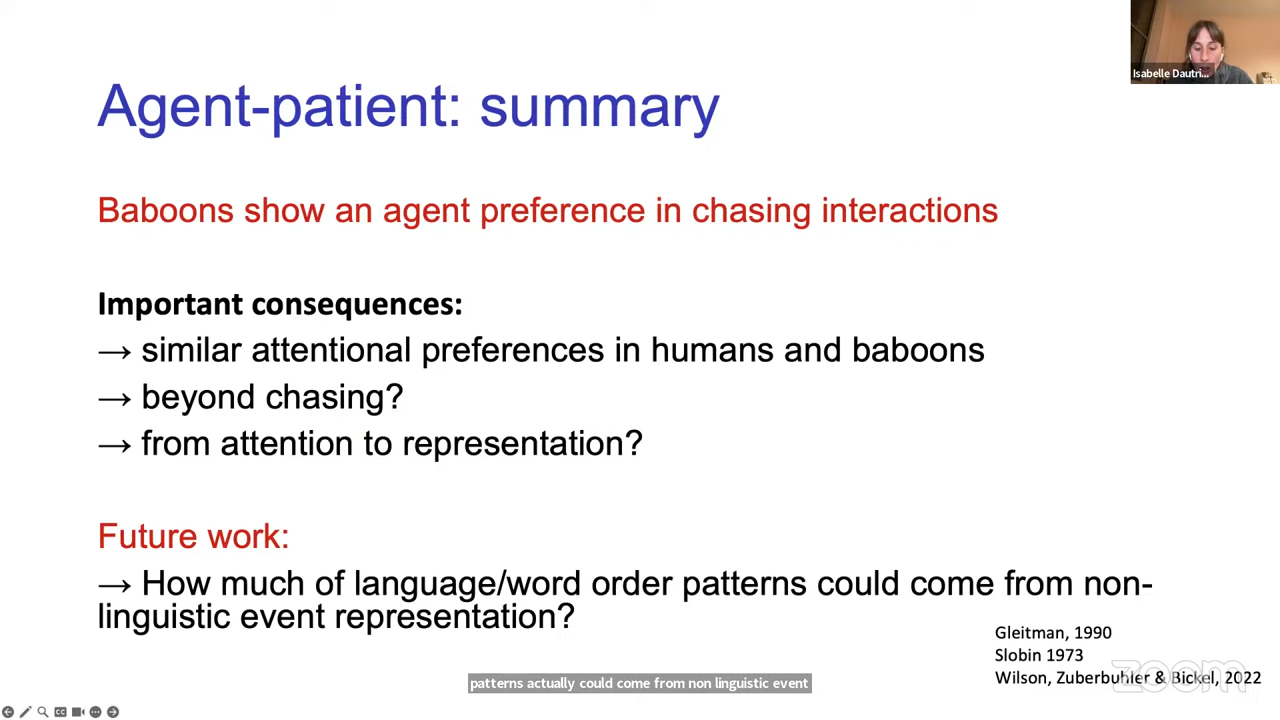 Isabelle Dautri...
Agent-patient: summary
Baboons show an agent preference in chasing interactions
Important consequences:
→ similar attentional preferences in humans and baboons
→ beyond chasing?
→ from attention to representation?
Future work:
→ How much of language/word order patterns could come from non-
linguistic event representation?
Gleitman, 1990
Slobin 1973
Wilson, Zuberbuhler & Bickel, 2022
zoom
patterns actually could come from non linguistic event
CC